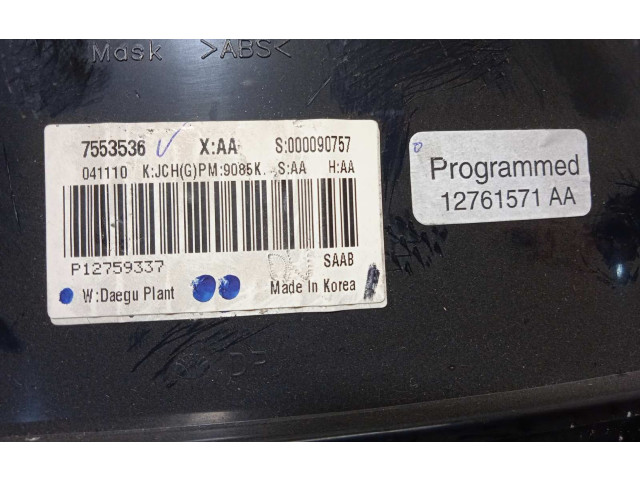 Mask >ABS<
7553536 X:AA S:000090757
041110 K:JCH(G)PM:9085K. S:AA H:AA
P12759337 SAAB
W:Daegu Plant Made In Korea
Programmed
12761571 AA